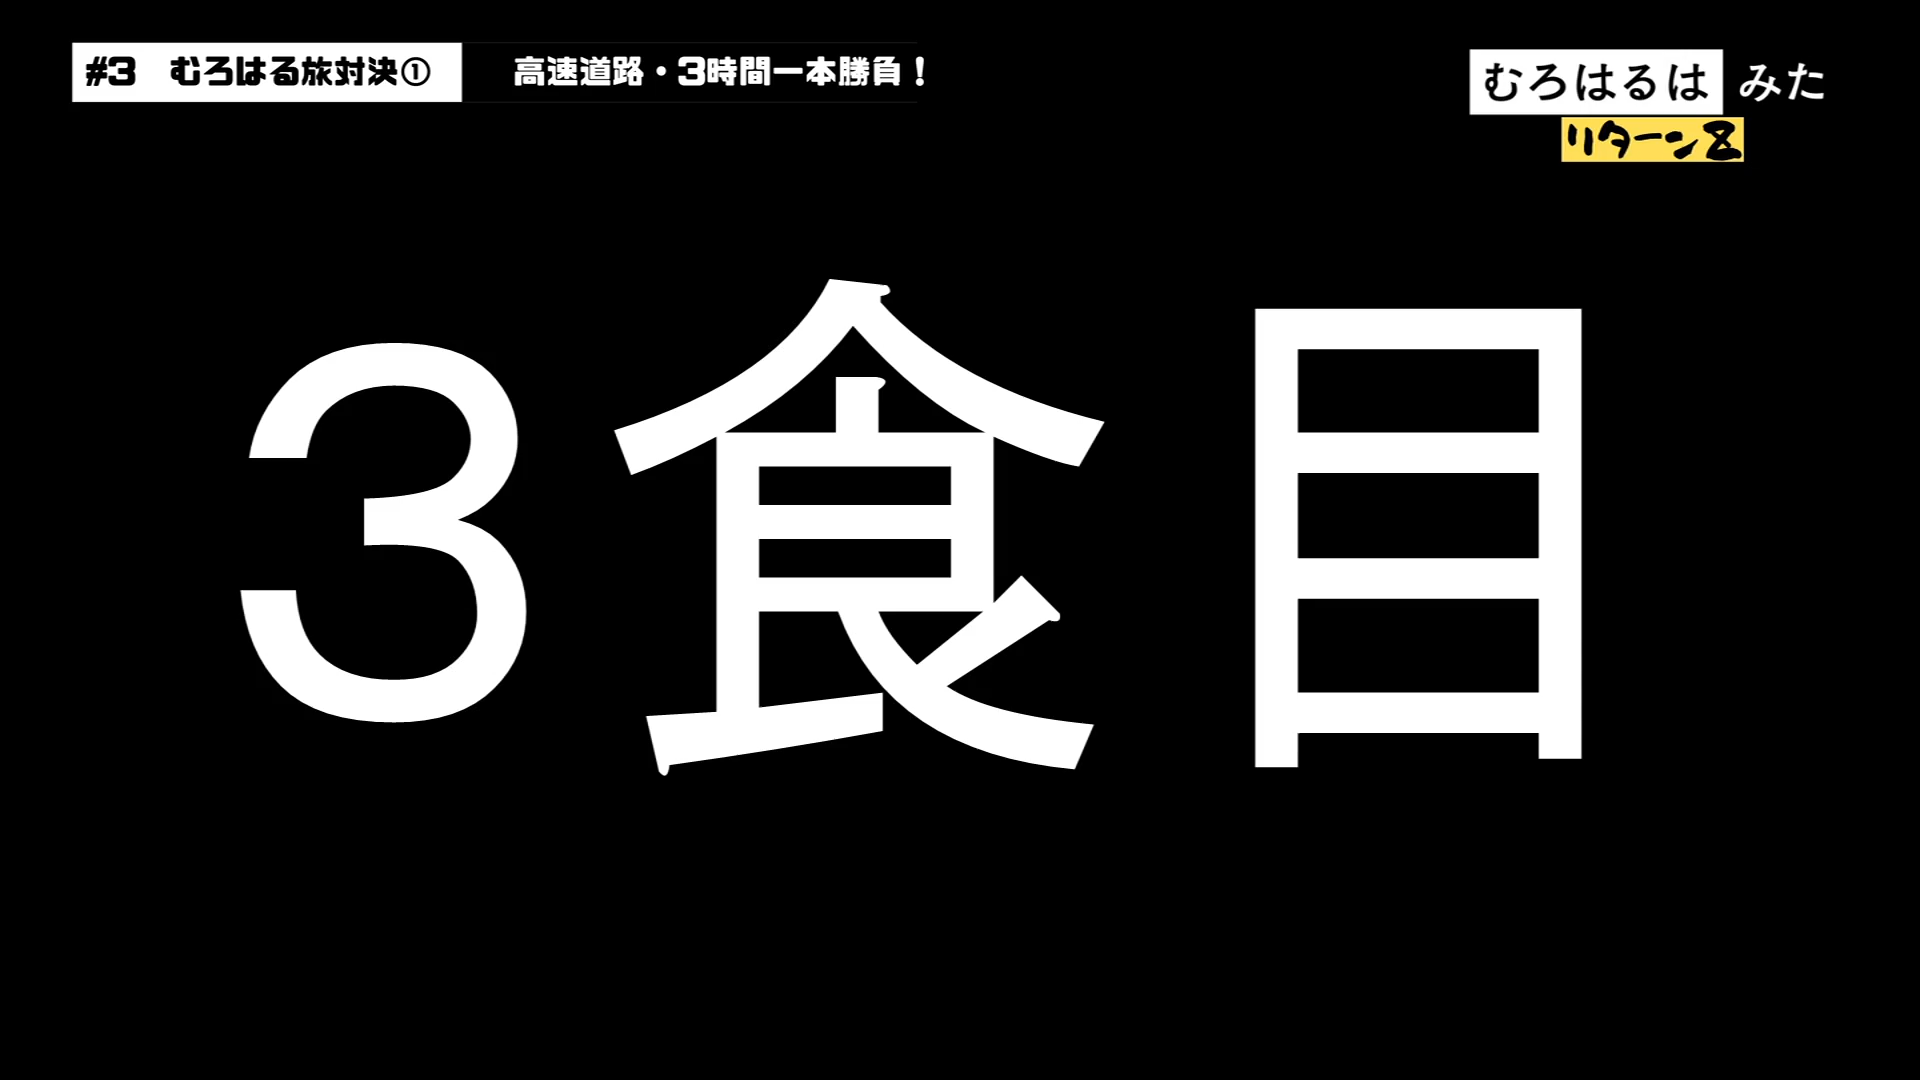 #3　むろはる旅対決①
高速道路・3時間一本勝負！
むろはるは みた
リターンZ
3食目